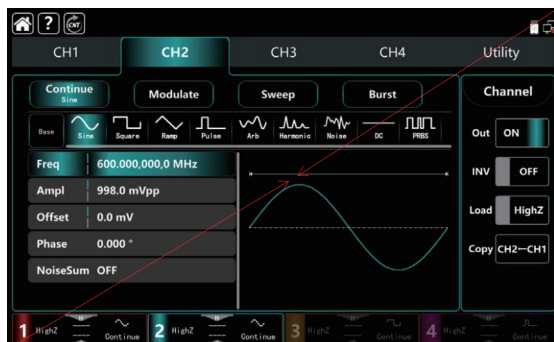 ? CNT
CH1 CH2 CH3 CH4 Utility
Continue
Sine
Modulate Sweep Burst Channel
Base Sine Square Ramp Pulse Arb Harmonic Noise DC PRBS
Out ON
Freq 600.000,000,0 MHz
INV OFF
Ampl 998.0 mVpp
Load HighZ
Offset 0.0 mV
Phase 0.000 °
Copy CH2←CH1
NoiseSum OFF
1 HighZ Continue 2 HighZ Continue 3 HighZ Continue 4 HighZ Continue